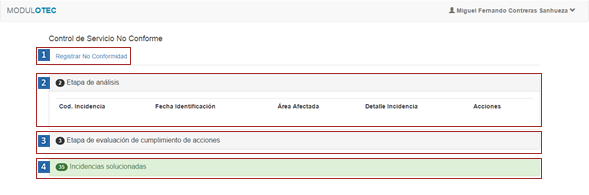 MODULOTEC
Miguel Fernando Contreras Sanhueza
Control de Servicio No Conforme
1 Registrar No Conformidad
2 2 Etapa de análisis
Cod. Incidencia Fecha Identificación Área Afectada Detalle Incidencia Acciones
3 3 Etapa de evaluación de cumplimiento de acciones
4 35 Incidencias solucionadas